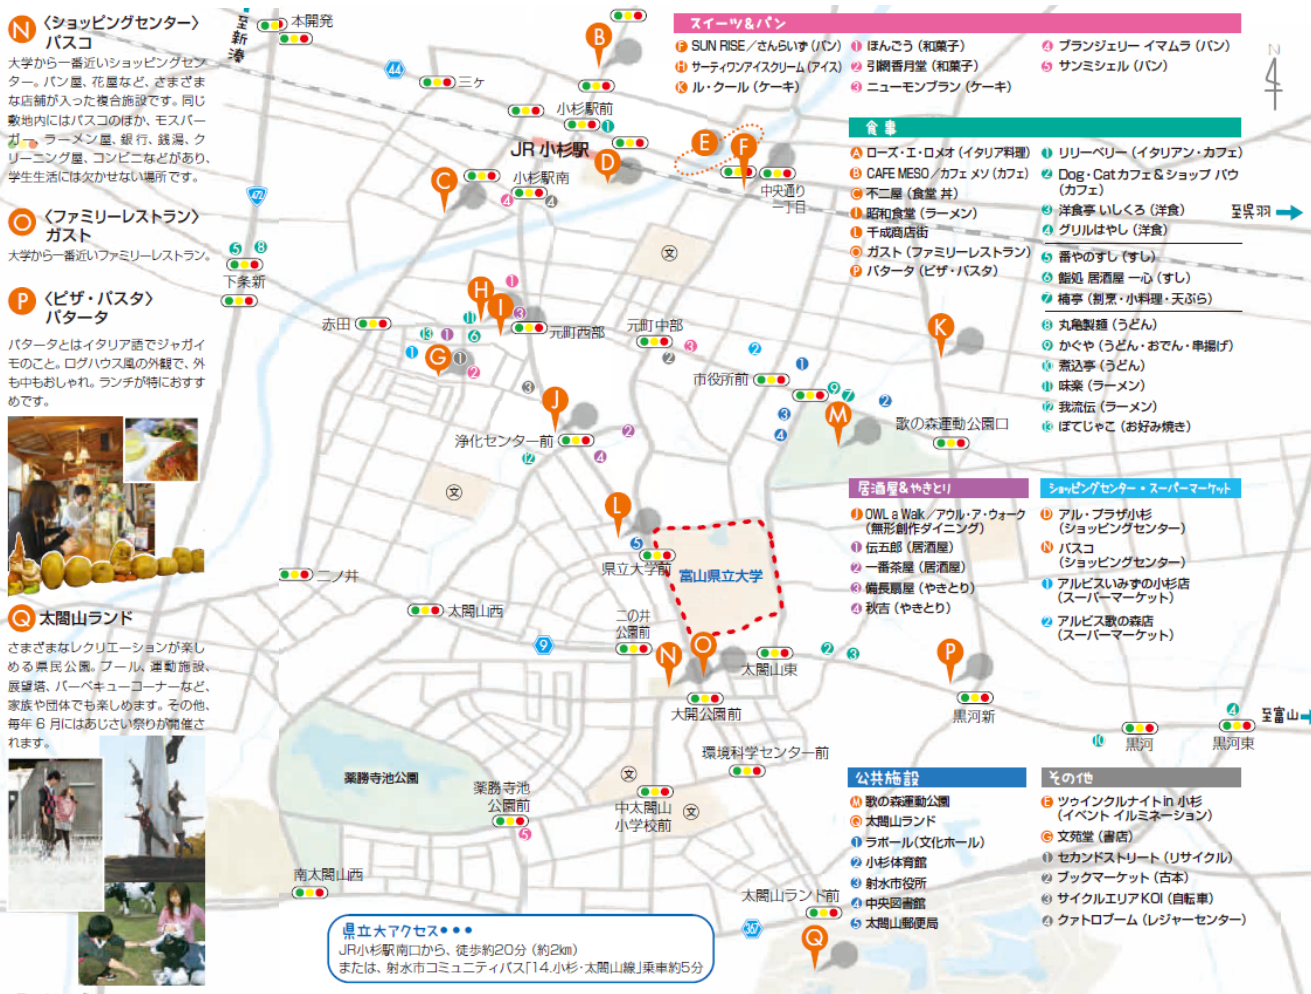 N 〈ショッピングセンター〉
パスコ
大学から一番近いショッピングセン
ター。パン屋、花屋など、さまざま
な店舗が入った複合施設です。同じ
敷地内にはパスコのほか、モスバー
ガー、ラーメン屋、銀行、銭湯、ク
リーニング屋、コンビニなどがあり、
学生生活には欠かせない場所です。
O 〈ファミリーレストラン〉
ガスト
大学から一番近いファミリーレストラン。
P 〈ピザ・パスタ〉
パタータ
パタータとはイタリア語でジャガイ
モのこと。ログハウス風の外観で、外
も中もおしゃれ。ランチが特におすす
めです。
Q 太閤山ランド
さまざまなレクリエーションが楽し
める県民公園。プール、運動施設、
展望塔、バーベキューコーナーなど、
家族や団体でも楽しめます。その他、
毎年6月にはあじさい祭りが開催さ
れます。
至新湊
本開発
44
三ケ
472
小杉駅前
JR 小杉駅
小杉駅南
中央通り
一丁目
下条新
赤田
元町西部
元町中部
市役所前
歌の森運動公園口
浄化センター前
県立大学前
富山県立大学
二ノ井
太閤山西
二の井
公園前
9
太閤山東
大開公園前
黒河新
黒河
黒河東
至富山
至呉羽
環境科学センター前
薬勝寺池公園
薬勝寺池
公園前
中太閤山
小学校前
南太閤山西
太閤山ランド前
367
文
文
文
文
B
E
F
D
C
H
I
G
J
K
M
L
N
O
P
Q
N
スイーツ&パン
F SUN RISE/さんらいず (パン)
H サーティワンアイスクリーム (アイス)
K ル・クール (ケーキ)
1 ほんごう (和菓子)
2 引網香月堂 (和菓子)
3 ニューモンブラン (ケーキ)
4 ブランジェリー イマムラ (パン)
5 サンミシェル (パン)
食事
A ローズ・エ・ロメオ (イタリア料理)
B CAFE MESO/カフェ メソ (カフェ)
C 不二屋 (食堂 丼)
I 昭和食堂 (ラーメン)
L 千成商店街
O ガスト (ファミリーレストラン)
P パタータ (ピザ・パスタ)
1 リリーベリー (イタリアン・カフェ)
2 Dog・Catカフェ&ショップ バウ
(カフェ)
3 洋食亭 いしくろ (洋食)
4 グリルはやし (洋食)
5 番やのすし (すし)
6 鮨処 居酒屋 一心 (すし)
7 楠亭 (割烹・小料理・天ぷら)
8 丸亀製麺 (うどん)
9 かぐや (うどん・おでん・串揚げ)
10 煮込亭 (うどん)
11 味楽 (ラーメン)
12 我流伝 (ラーメン)
13 ぼてじゃこ (お好み焼き)
居酒屋&やきとり
J OWL a Walk/アウル・ア・ウォーク
(無形創作ダイニング)
1 伝五郎 (居酒屋)
2 一番茶屋 (居酒屋)
3 備長扇屋 (やきとり)
4 秋吉 (やきとり)
ショッピングセンター・スーパーマーケット
D アル・プラザ小杉
(ショッピングセンター)
N パスコ
(ショッピングセンター)
1 アルビスいみずの小杉店
(スーパーマーケット)
2 アルビス歌の森店
(スーパーマーケット)
公共施設
M 歌の森運動公園
Q 太閤山ランド
1 ラポール(文化ホール)
2 小杉体育館
3 射水市役所
4 中央図書館
5 太閤山郵便局
その他
E ツゥインクルナイトin 小杉
(イベント イルミネーション)
G 文苑堂 (書店)
1 セカンドストリート (リサイクル)
2 ブックマーケット (古本)
3 サイクルエリアKOI (自転車)
4 クァトロブーム (レジャーセンター)
県立大アクセス•••
JR小杉駅南口から、徒歩約20分 (約2km)
または、射水市コミュニティバス「14.小杉・太閤山線」乗車約5分